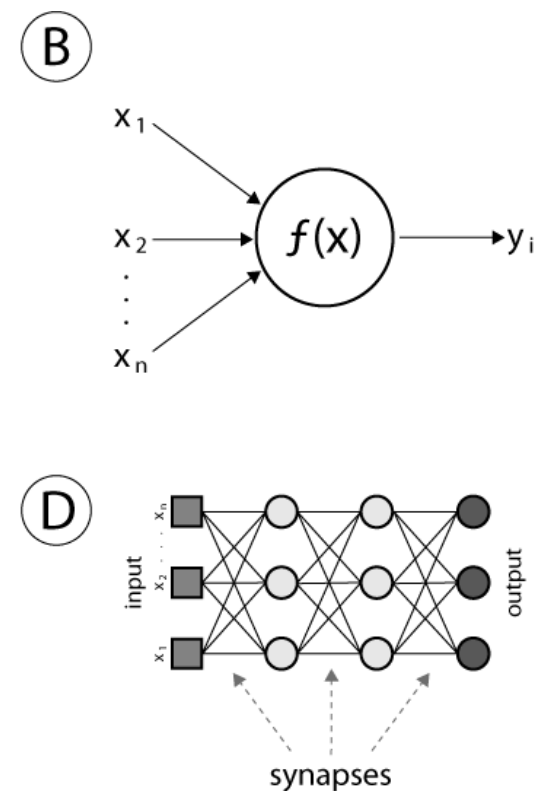 B
x1
x2
.
.
.
xn
f(x)
yi
D
input
xn
. . .
x2
x1
output
synapses